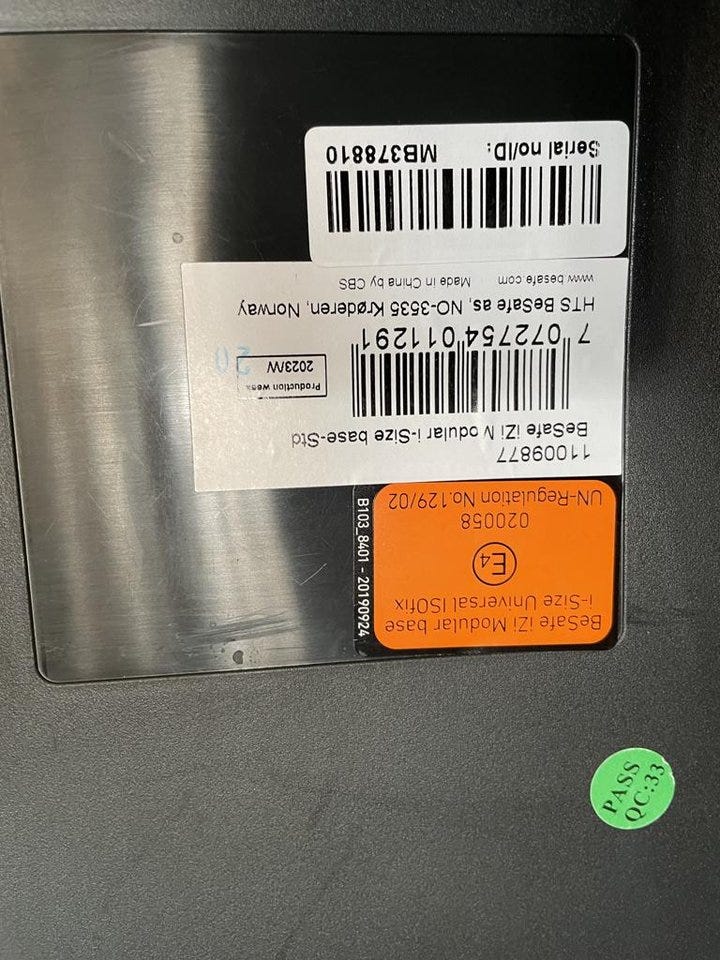 BeSafe iZi Modular base
i-Size Universal ISOfix
E4
020058
UN-Regulation No.129/02
B103_8401 - 20190924
11009877
BeSafe iZi Modular i-Size base-Std
7 072754 011291
Production week
2023/W 20
HTS BeSafe as, NO-3535 Krøderen, Norway
www besafe.com Made in China by CBS
Serial no/ID: MB378810
PASS
QC:33